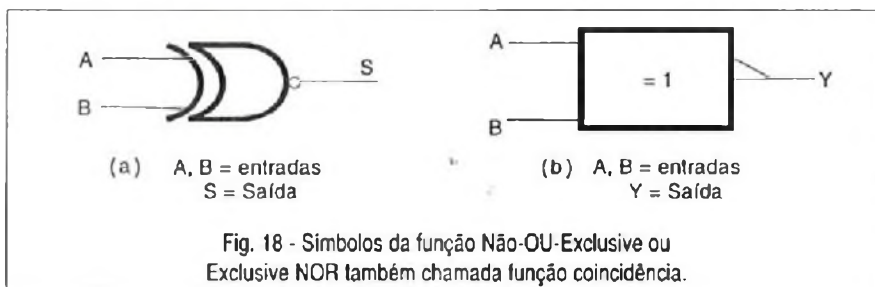 A
B
S
(a) A, B = entradas
S = Saída
A
B
= 1
Y
(b) A, B = entradas
Y = Saída
Fig. 18 - Simbolos da função Não-OU-Exclusive ou
Exclusive NOR também chamada função coincidência.